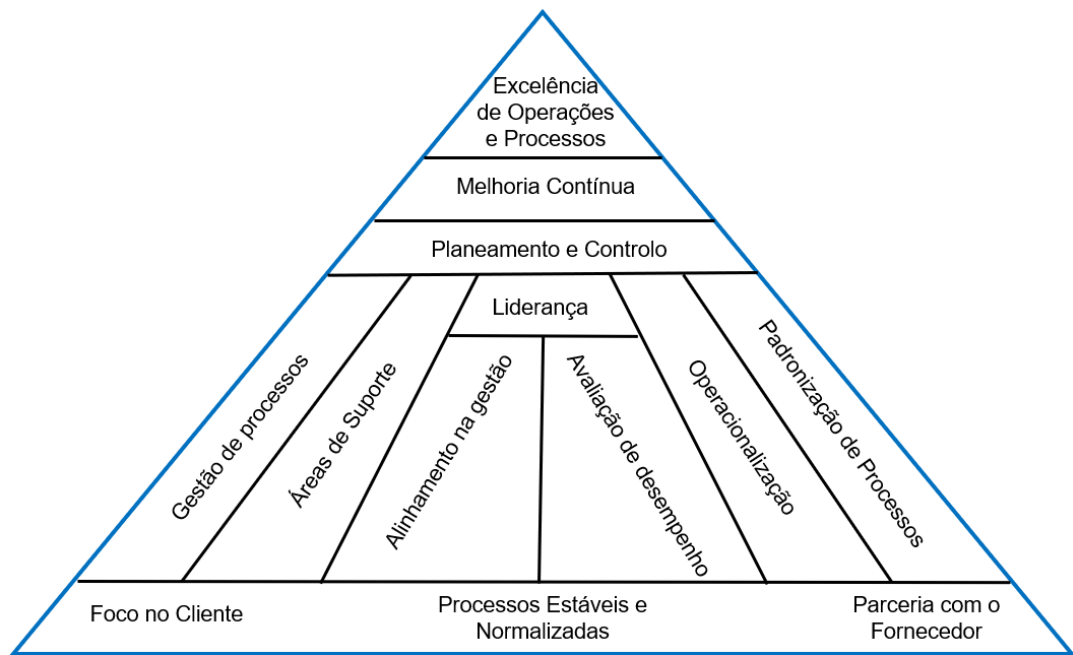 Excelência
de Operações
e Processos
Melhoria Contínua
Planeamento e Controlo
Liderança
Gestão de processos
Áreas de Suporte
Alinhamento na gestão
Avaliação de desempenho
Operacionalização
Padronização de Processos
Foco no Cliente
Processos Estáveis e
Normalizadas
Parceria com o
Fornecedor